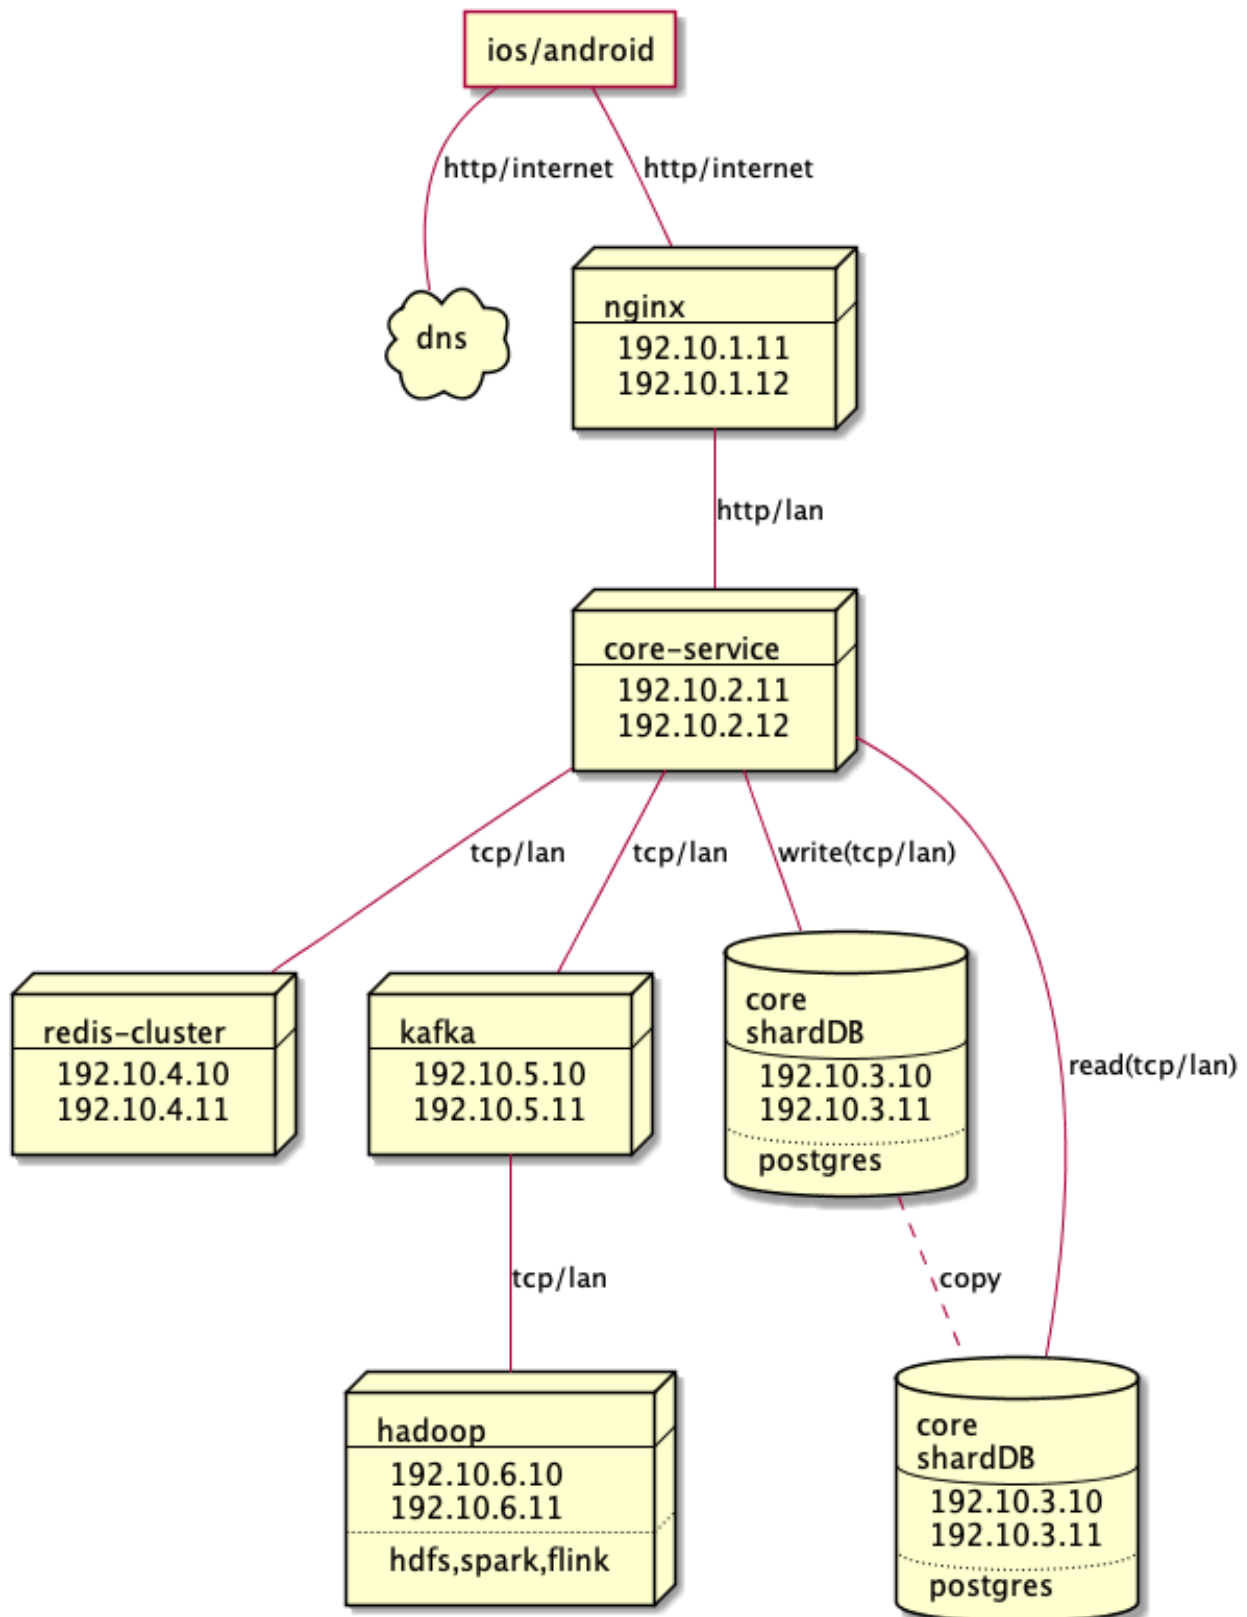 ios/android
http/internet
http/internet
dns
nginx
192.10.1.11
192.10.1.12
http/lan
core-service
192.10.2.11
192.10.2.12
tcp/lan
tcp/lan
write(tcp/lan)
read(tcp/lan)
redis-cluster
192.10.4.10
192.10.4.11
kafka
192.10.5.10
192.10.5.11
core
shardDB
192.10.3.10
192.10.3.11
postgres
tcp/lan
copy
hadoop
192.10.6.10
192.10.6.11
hdfs,spark,flink
core
shardDB
192.10.3.10
192.10.3.11
postgres